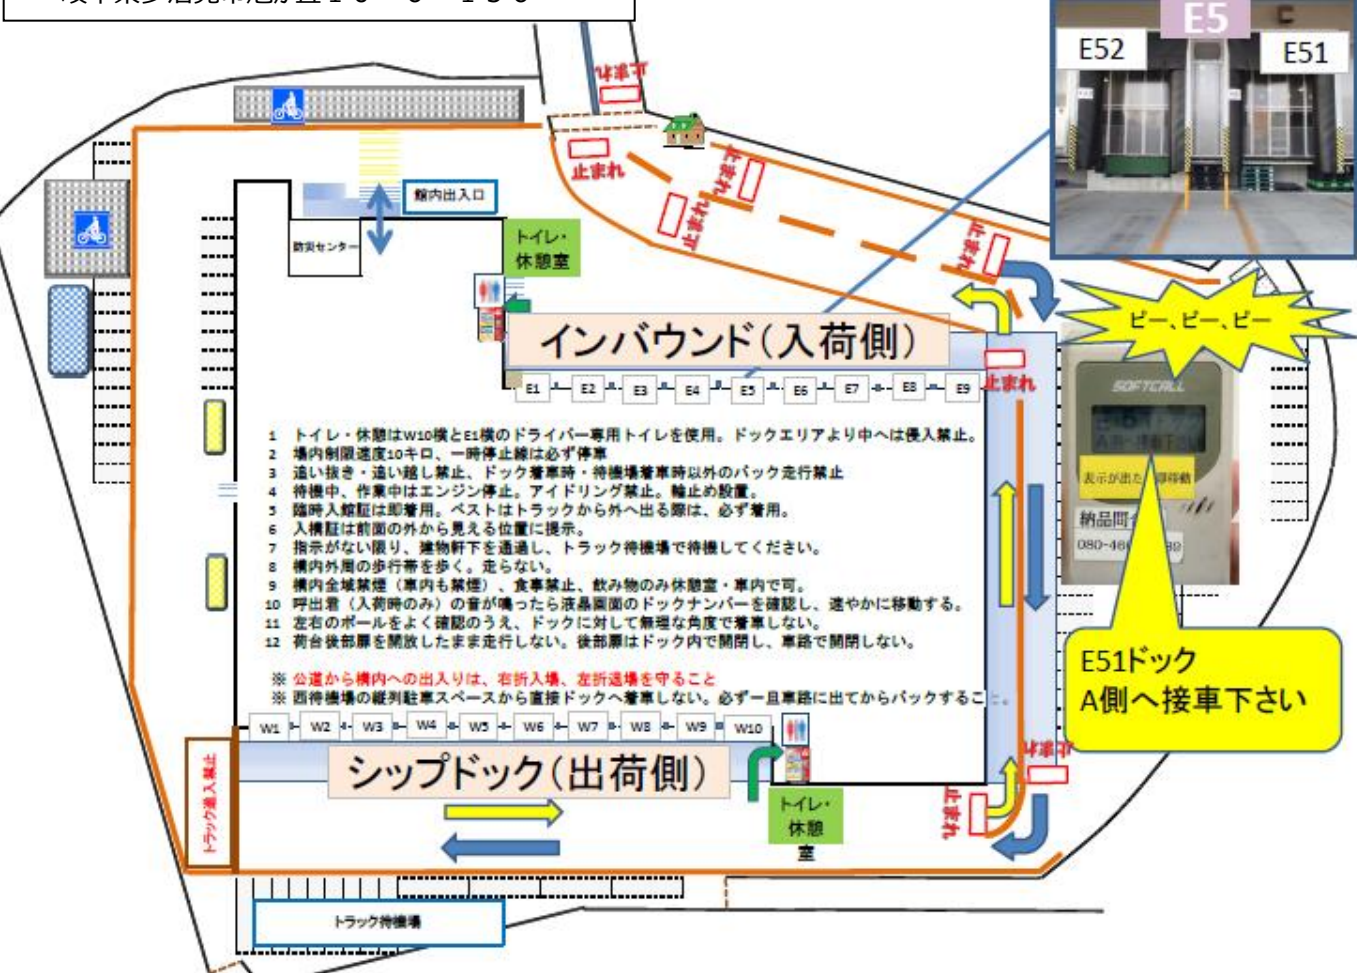 E5
E52
E51
止まれ
止まれ
止まれ
止まれ
止まれ
館内出入口
防災センター
トイレ・
休憩室
インバウンド(入荷側)
止まれ
E1
E2
E3
E4
E5
E6
E7
E8
E9
ピー、ピー、ピー
SOFTCALL
1 トイレ・休憩はW10横とE1横のドライバー専用トイレを使用。ドックエリアより中へは侵入禁止。
2 場内制限速度10キロ、一時停止線は必ず停車
3 追い抜き・追い越し禁止、ドック着車時・待機場着車時以外のバック走行禁止
4 待機中、作業中はエンジン停止。アイドリング禁止。輪止め設置。
5 臨時入館証は即着用。ベストはトラックから外へ出る際は、必ず着用。
6 入構証は前面の外から見える位置に提示。
7 指示がない限り、建物軒下を通過し、トラック待機場で待機してください。
8 構内外周の歩行帯を歩く。走らない。
9 構内全域禁煙(車内も禁煙)、食事禁止、飲み物のみ休憩室・車内で可。
10 呼出君(入荷時のみ)の音が鳴ったら液晶画面のドックナンバーを確認し、速やかに移動する。
11 左右のポールをよく確認のうえ、ドックに対して無理な角度で着車しない。
12 荷台後部扉を開放したまま走行しない。後部扉はドック内で開閉し、車路で開閉しない。
※ 公道から構内への出入りは、右折入場、左折退場を守ること
※ 西待機場の縦列駐車スペースから直接ドックへ着車しない。必ず一旦車路に出てからバックすること。
表示が出た
納品問
E51ドック
A側へ接車下さい
W1
W2
W3
W4
W5
W6
W7
W8
W9
W10
シップドック(出荷側)
トイレ・
休憩
室
止まれ
止まれ
トラック進入禁止
トラック待機場